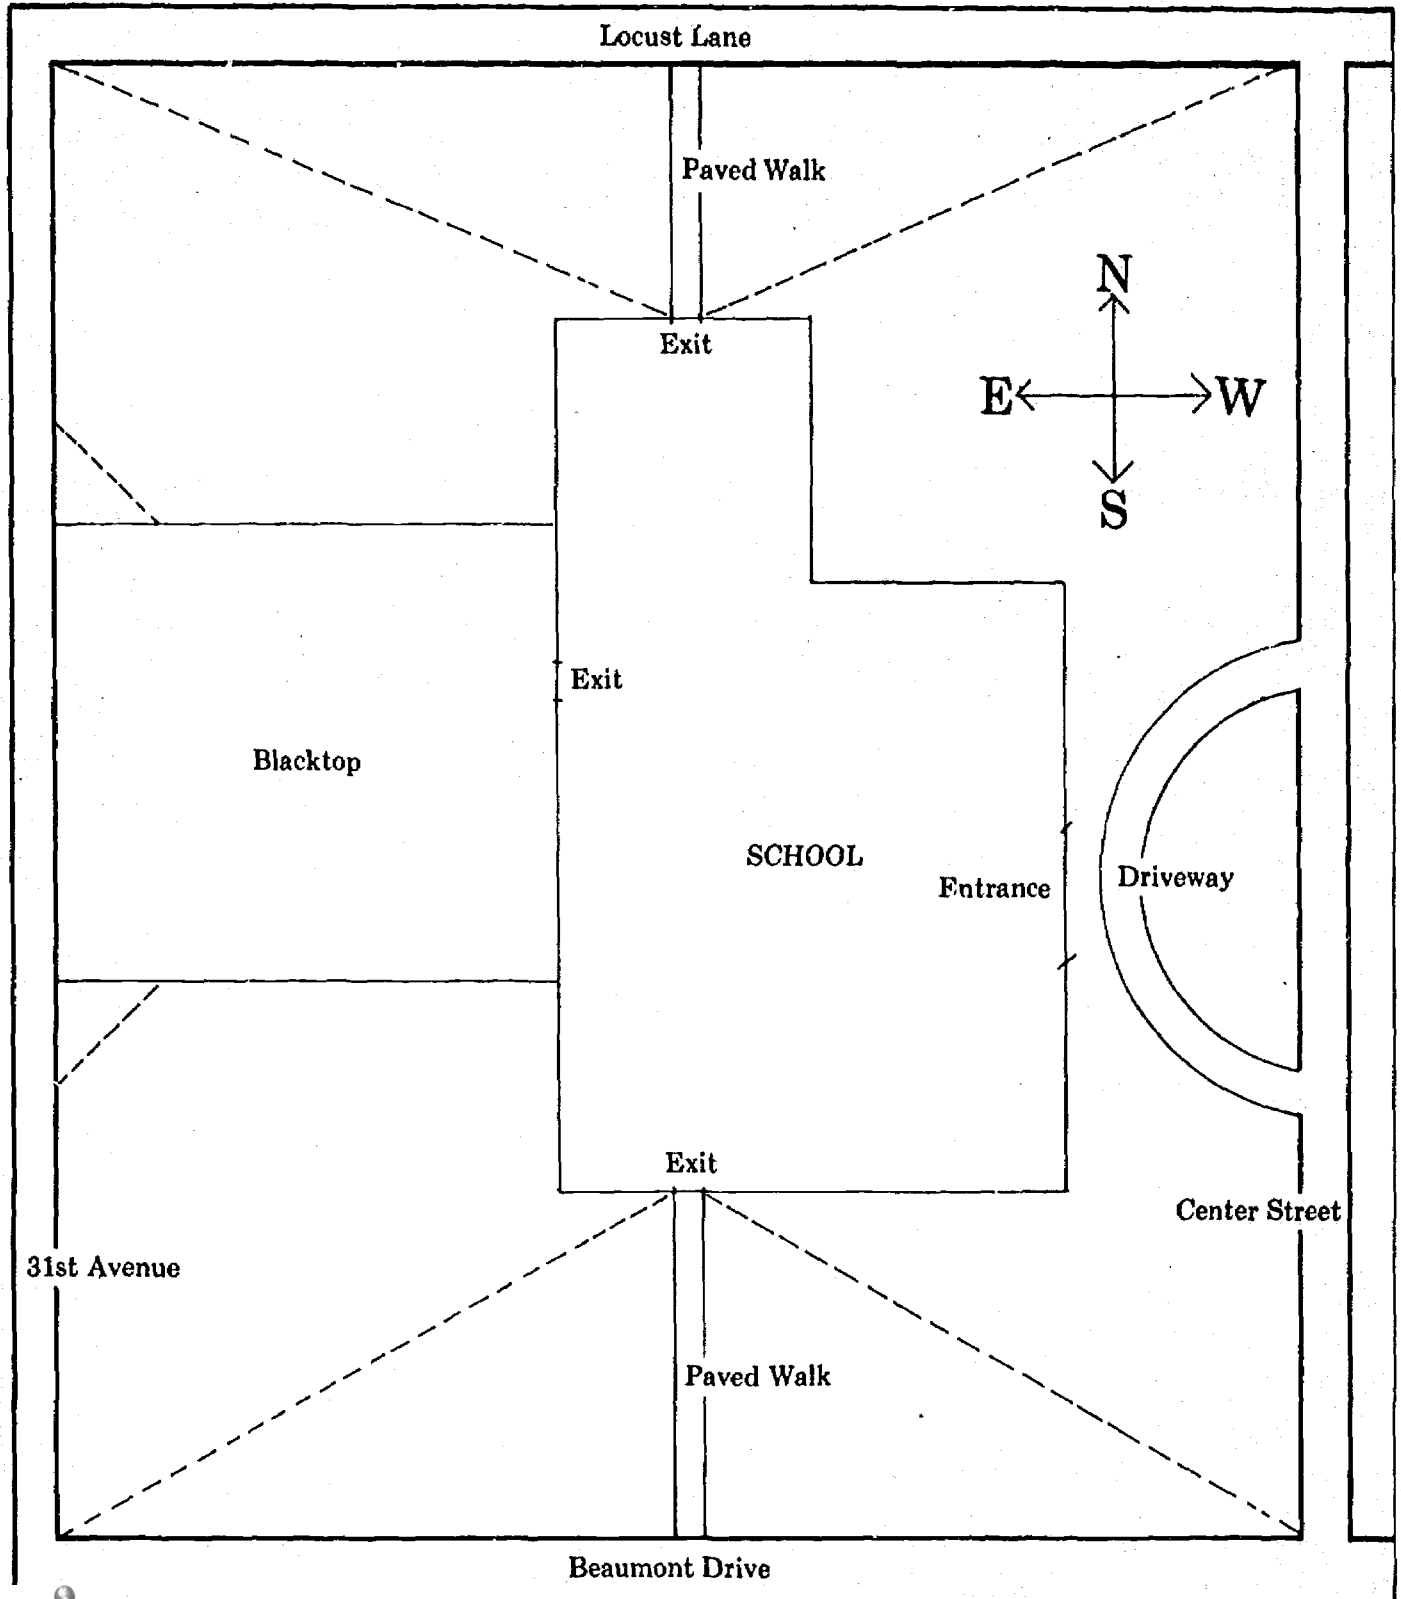 Locust Lane
Paved Walk
N
Exit
E W
S
Exit
Blacktop
SCHOOL
Entrance
Driveway
Exit
Center Street
31st Avenue
Paved Walk
Beaumont Drive